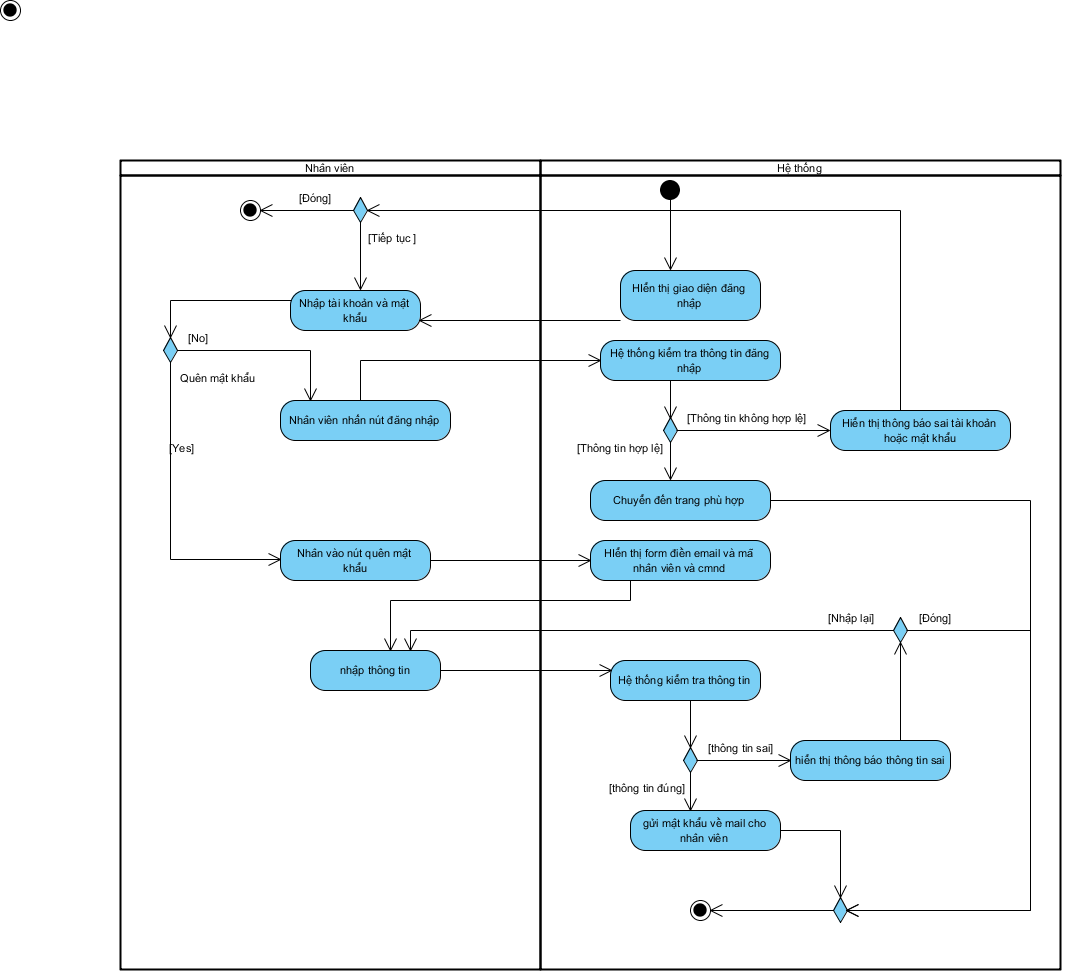 Nhân viên
Hệ thống
[Đóng]
[Tiếp tục ]
HIển thị giao diện đăng
nhập
Nhập tài khoản và mật
khẩu
[No]
Hệ thống kiểm tra thông tin đăng
nhập
Quên mật khẩu
Nhân viên nhấn nút đăng nhập
[Thông tin không hợp lệ]
Hiển thị thông báo sai tài khoản
hoặc mật khẩu
[Yes]
[Thông tin hợp lệ]
Chuyển đến trang phù hợp
Nhấn vào nút quên mật
khẩu
HIển thị form điền email và mã
nhân viên và cmnd
[Nhập lại]
[Đóng]
nhập thông tin
Hệ thống kiểm tra thông tin
[thông tin sai]
hiển thị thông báo thông tin sai
[thông tin đúng]
gửi mật khẩu về mail cho
nhân viên